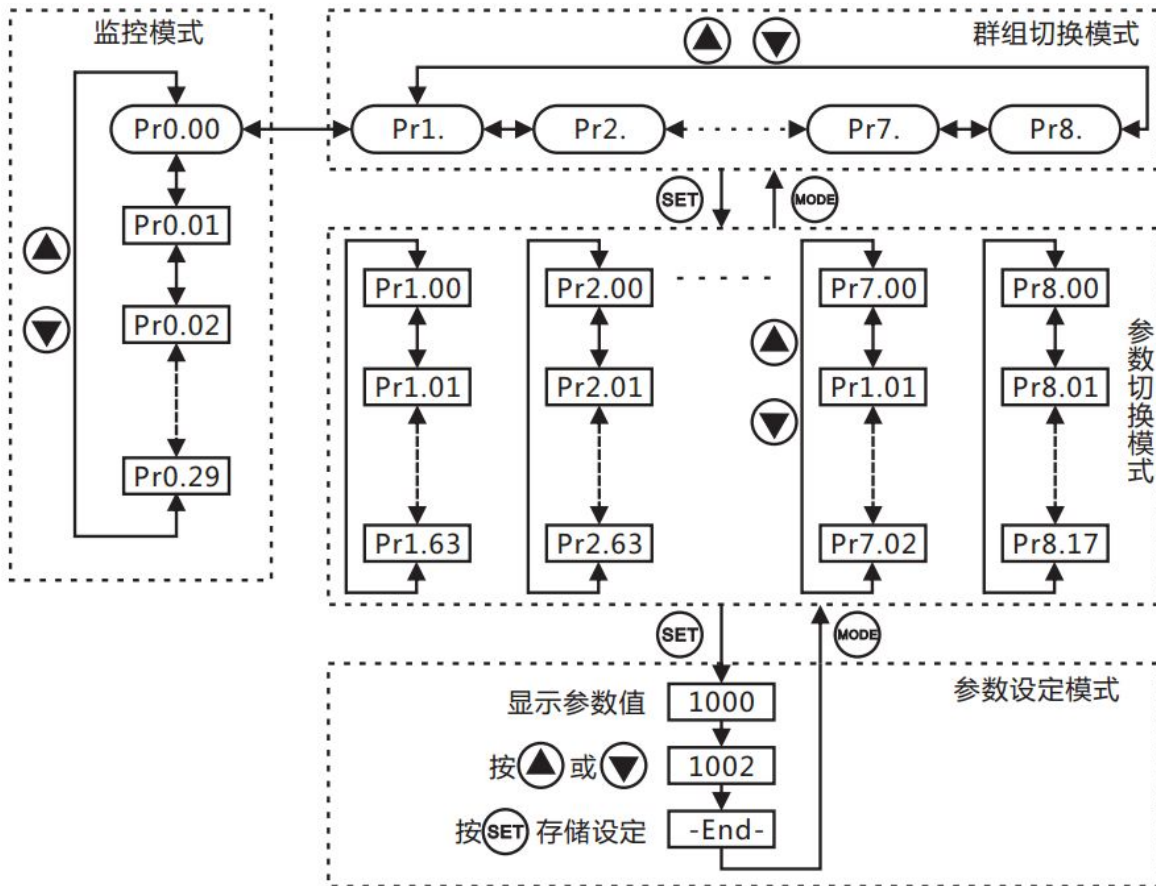 监控模式
群组切换模式
Pr0.00
Pr1.
Pr2.
Pr7.
Pr8.
SET
MODE
Pr0.01
Pr0.02
Pr0.29
Pr1.00
Pr2.00
Pr7.00
Pr8.00
Pr1.01
Pr2.01
Pr1.01
Pr8.01
Pr1.63
Pr2.63
Pr7.02
Pr8.17
参数切换模式
SET
MODE
参数设定模式
显示参数值 1000
按 或 1002
按SET存储设定 -End-